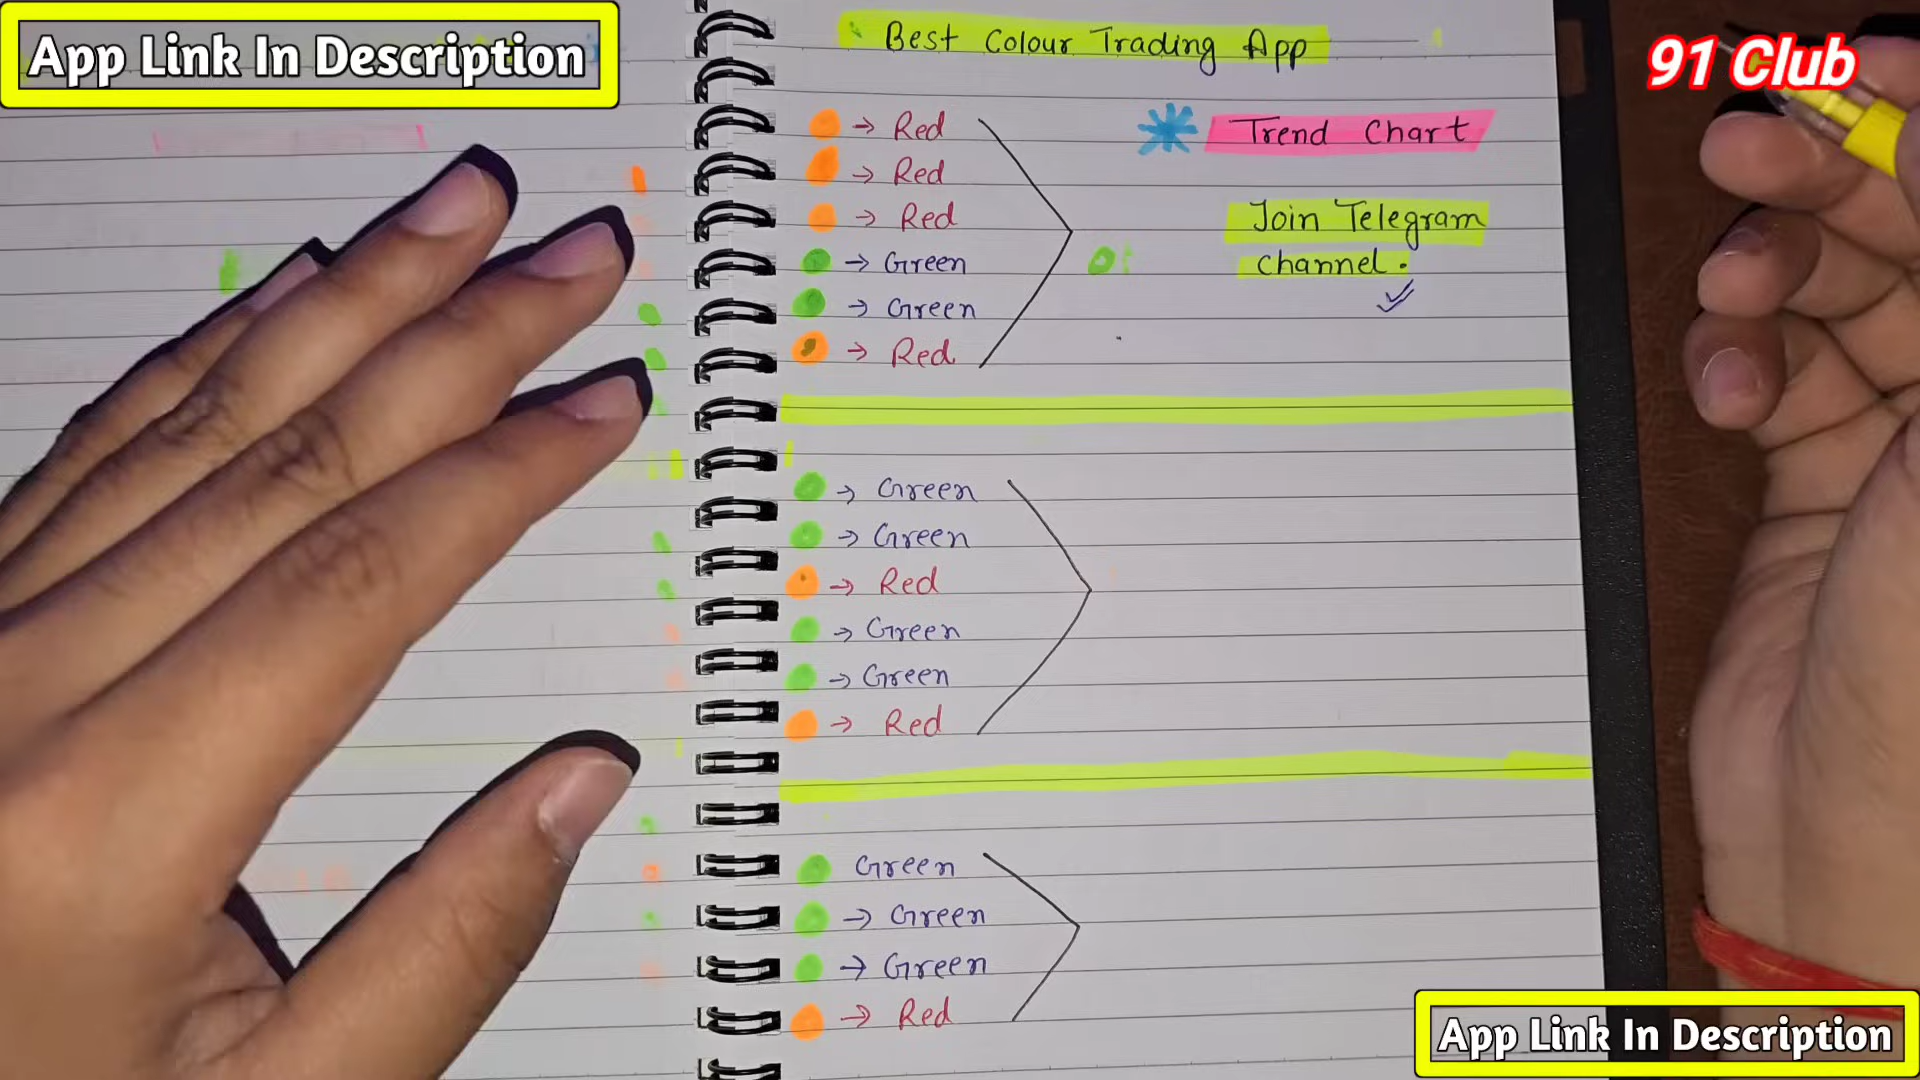 App Link In Description
Best Colour Trading App
91 Club
→ Red
→ Red
→ Red
→ Green
→ Green
→ Red
Trend Chart
Join Telegram
channel.
→ Green
→ Green
→ Red
→ Green
→ Green
→ Red
Green
→ Green
→ Green
→ Red
App Link In Description